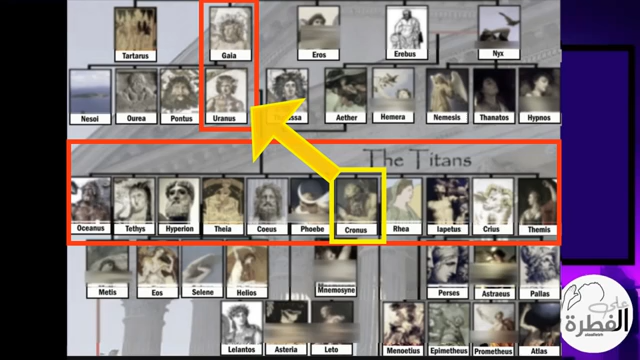 Tartarus Gaia Eros Erebus Nyx
Nesoi Ourea Pontus Uranus Aether Hemera Nemesis Thanatos Hypnos
The Titans
Oceanus Tethys Hyperion Theia Coeus Phoebe Cronus Rhea Iapetus Crius Themis
Metis Eos Selene Helios Mnemosyne Perses Astraeus Pallas
Lelantos Asteria Leto Menoetius Epimetheus Prometheus Atlas
على
الفطرة